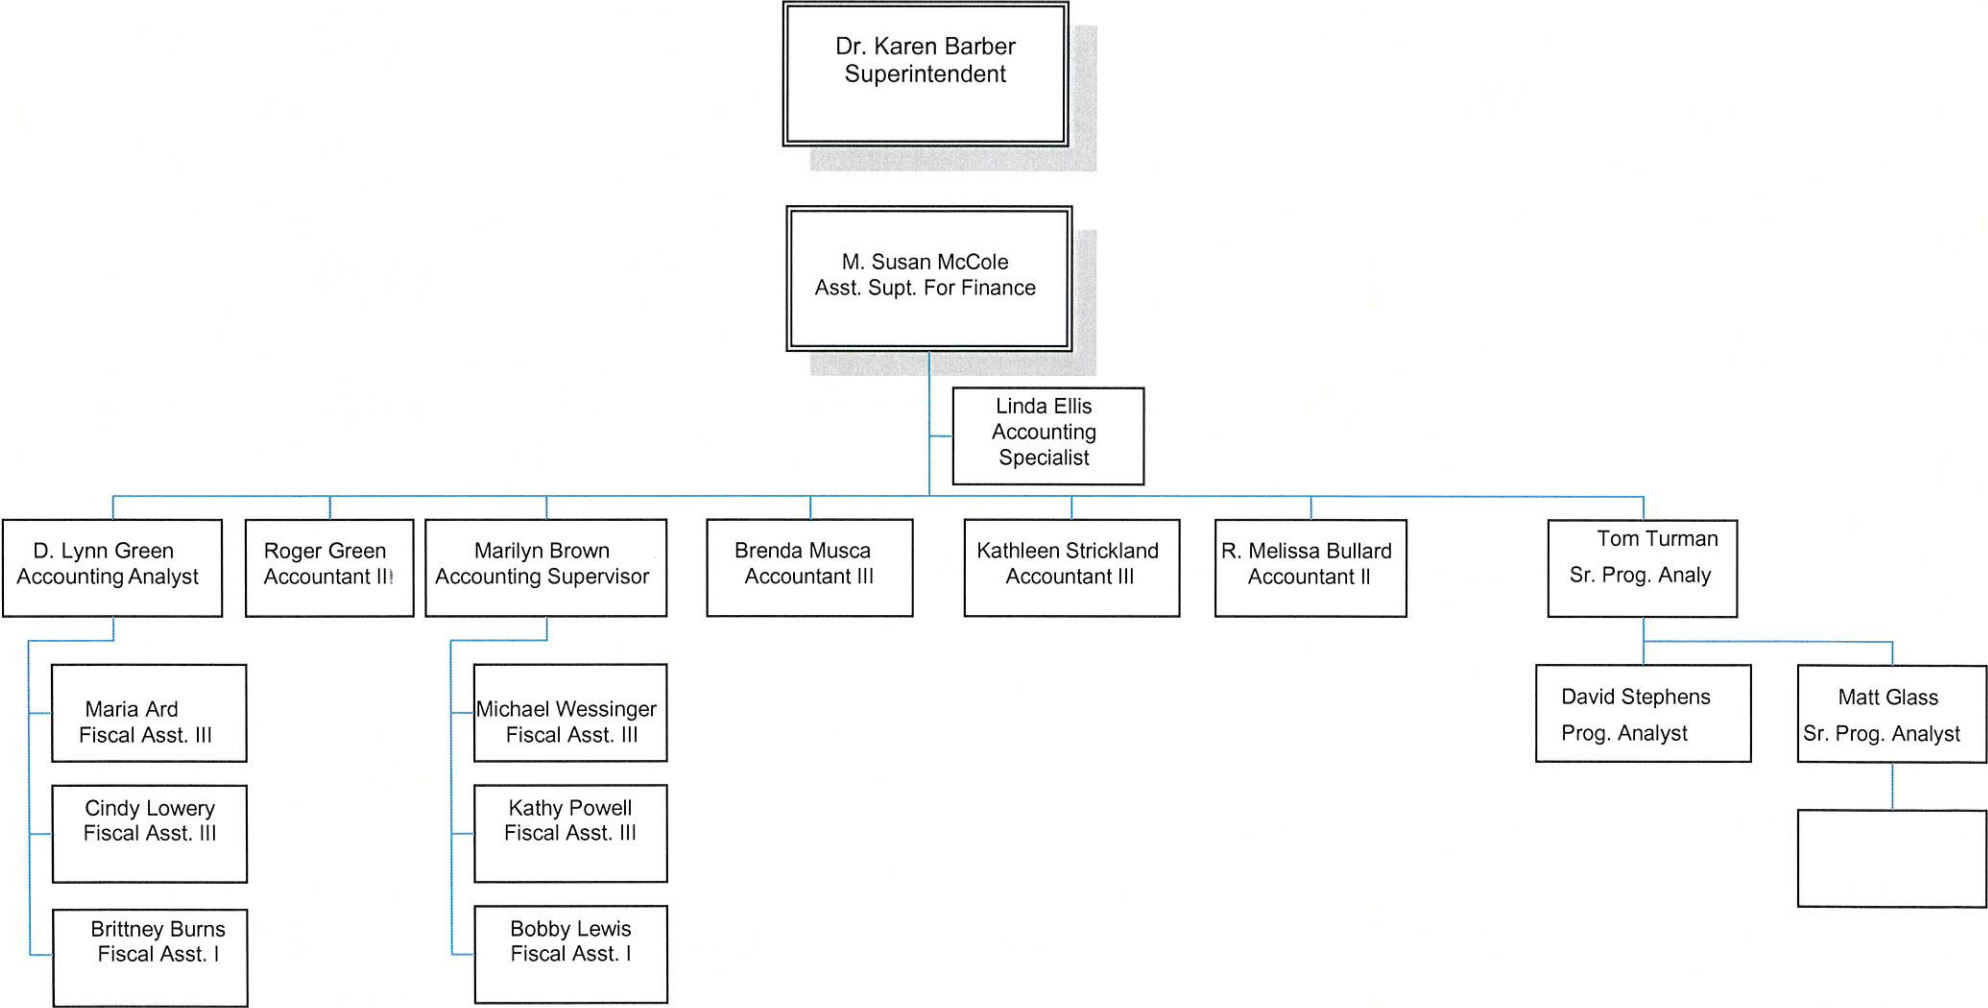 Dr. Karen Barber
Superintendent
M. Susan McCole
Asst. Supt. For Finance
Linda Ellis
Accounting
Specialist
D. Lynn Green
Accounting Analyst
Roger Green
Accountant III
Marilyn Brown
Accounting Supervisor
Brenda Musca
Accountant III
Kathleen Strickland
Accountant III
R. Melissa Bullard
Accountant II
Tom Turman
Sr. Prog. Analy
Maria Ard
Fiscal Asst. III
Cindy Lowery
Fiscal Asst. III
Brittney Burns
Fiscal Asst. I
Michael Wessinger
Fiscal Asst. III
Kathy Powell
Fiscal Asst. III
Bobby Lewis
Fiscal Asst. I
David Stephens
Prog. Analyst
Matt Glass
Sr. Prog. Analyst